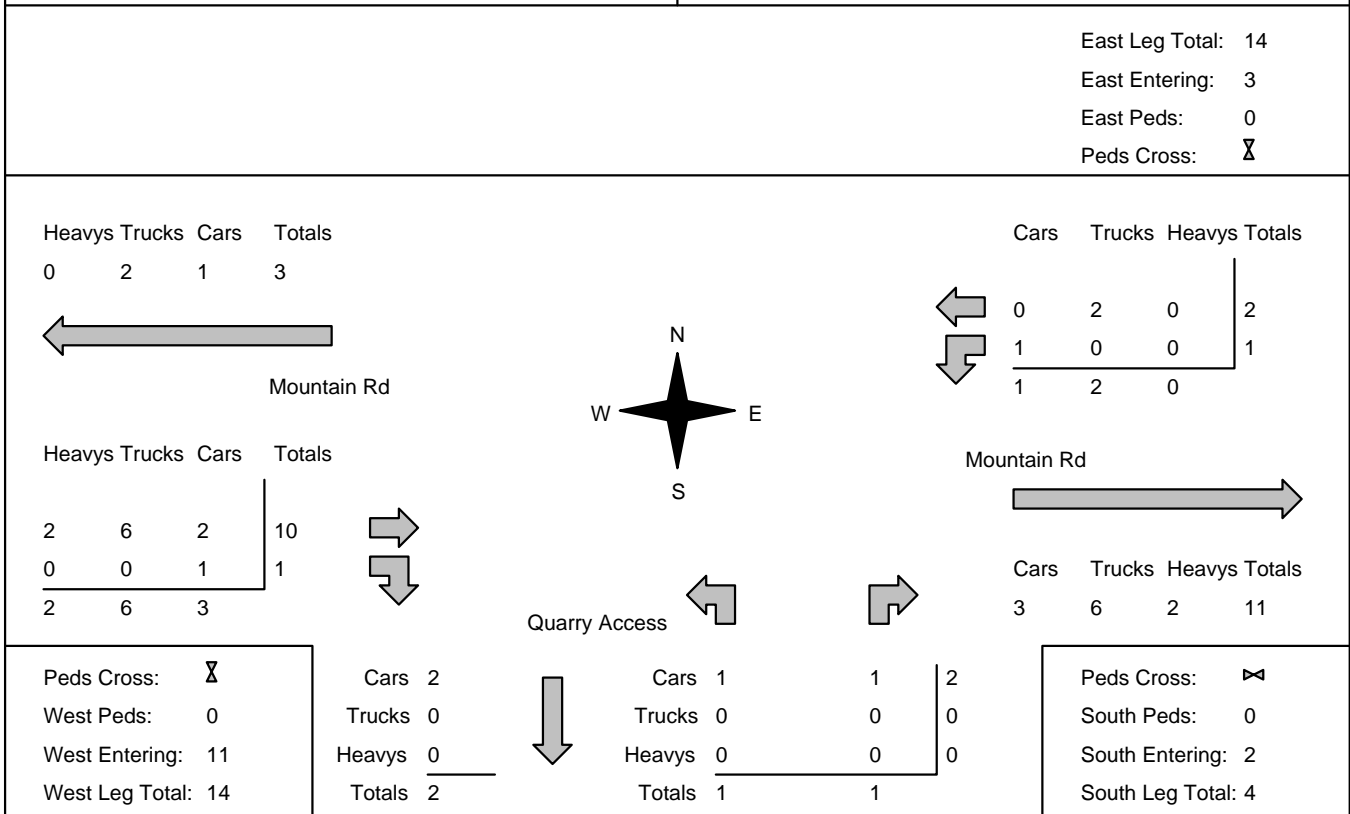 East Leg Total: 14
East Entering: 3
East Peds: 0
Peds Cross:
Heavys Trucks Cars Totals
0 2 1 3
Cars Trucks Heavys Totals
0 2 0 2
1 0 0 1
1 2 0
Mountain Rd
N
W E
S
Heavys Trucks Cars Totals
2 6 2 10
0 0 1 1
2 6 3
Mountain Rd
Cars Trucks Heavys Totals
3 6 2 11
Quarry Access
Peds Cross:
West Peds: 0
West Entering: 11
West Leg Total: 14
Cars 2
Trucks 0
Heavys 0
Totals 2
Cars 1 1 2
Trucks 0 0 0
Heavys 0 0 0
Totals 1 1
Peds Cross:
South Peds: 0
South Entering: 2
South Leg Total: 4